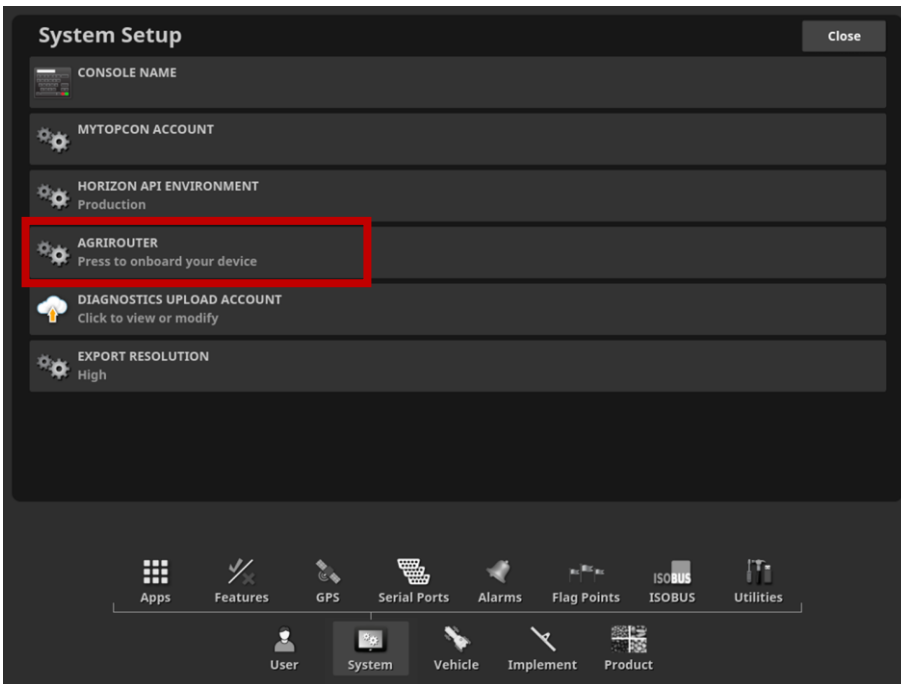 System Setup
Close
CONSOLE NAME
MYTOPCON ACCOUNT
HORIZON API ENVIRONMENT
Production
AGRIROUTER
Press to onboard your device
DIAGNOSTICS UPLOAD ACCOUNT
Click to view or modify
EXPORT RESOLUTION
High
ISOBUS
Apps Features GPS Serial Ports Alarms Flag Points ISOBUS Utilities
User System Vehicle Implement Product